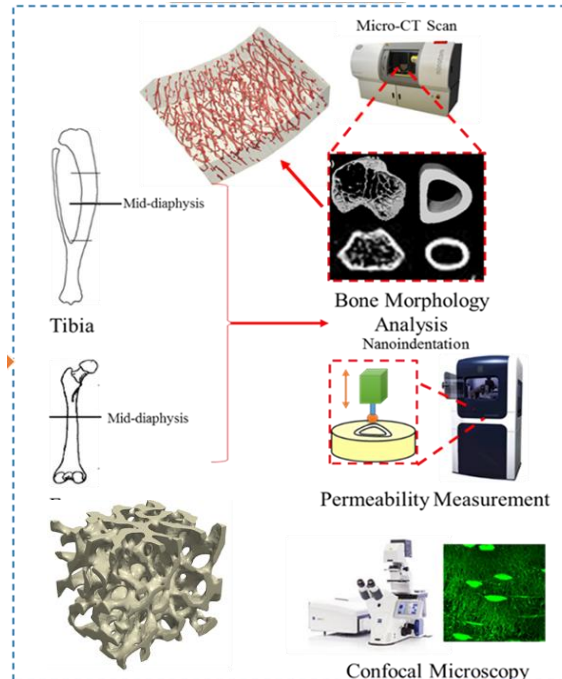 Micro-CT Scan
Mid-diaphysis
Tibia
Bone Morphology
Analysis
Nanoindentation
Mid-diaphysis
Permeability Measurement
Confocal Microscopy